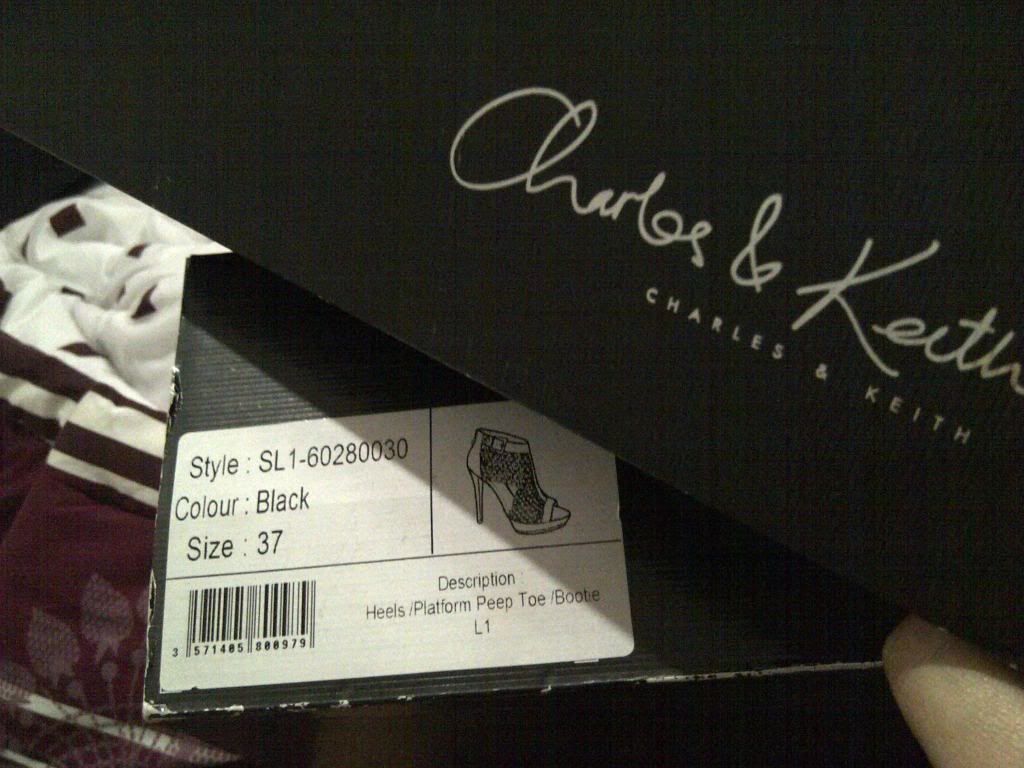 Charles & Keith
CHARLES & KEITH
Style : SL1-60280030
Colour : Black
Size : 37
Description :
Heels /Platform Peep Toe /Bootie
L1
3 571405 800979